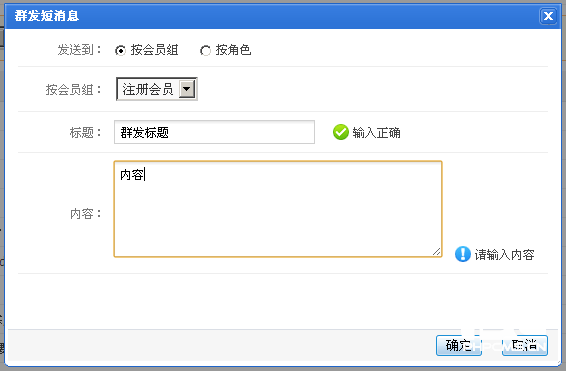 群发短消息
发送到： 按会员组 按角色
按会员组： 注册会员
标题： 群发标题 输入正确
内容： 内容
请输入内容
确定 取消